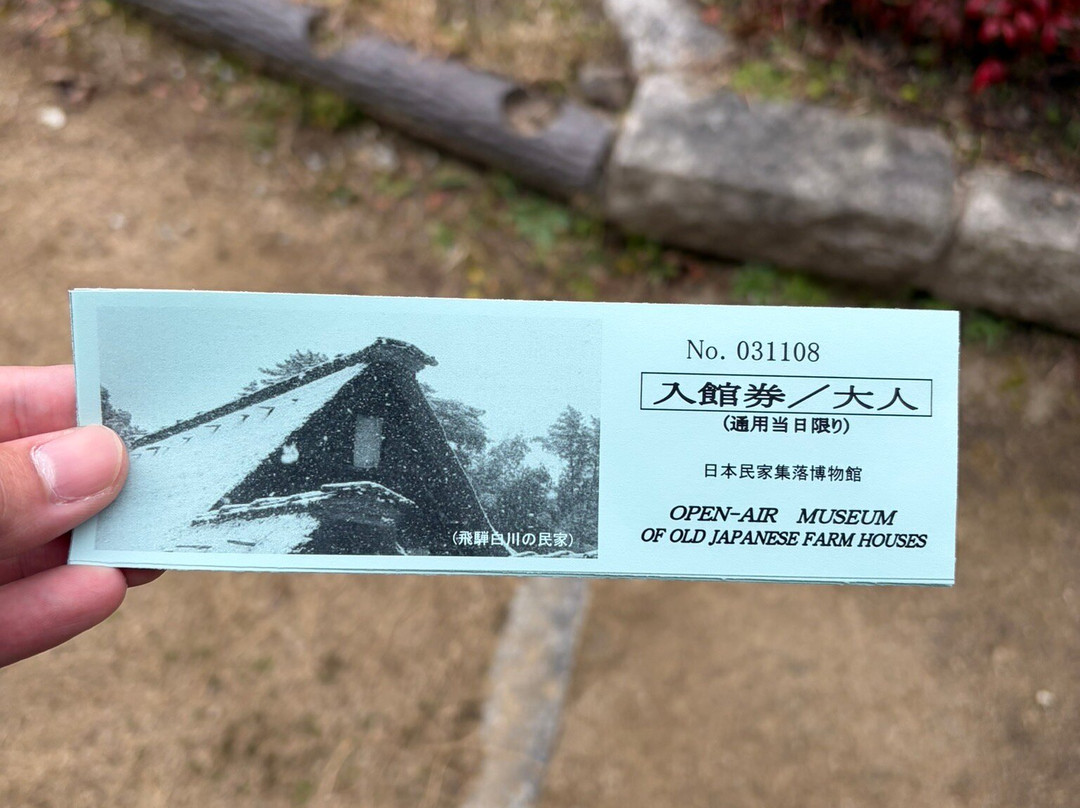 No. 031108
入館券／大人
(通用当日限り)
日本民家集落博物館
OPEN-AIR MUSEUM
OF OLD JAPANESE FARM HOUSES
(飛騨白川の民家)